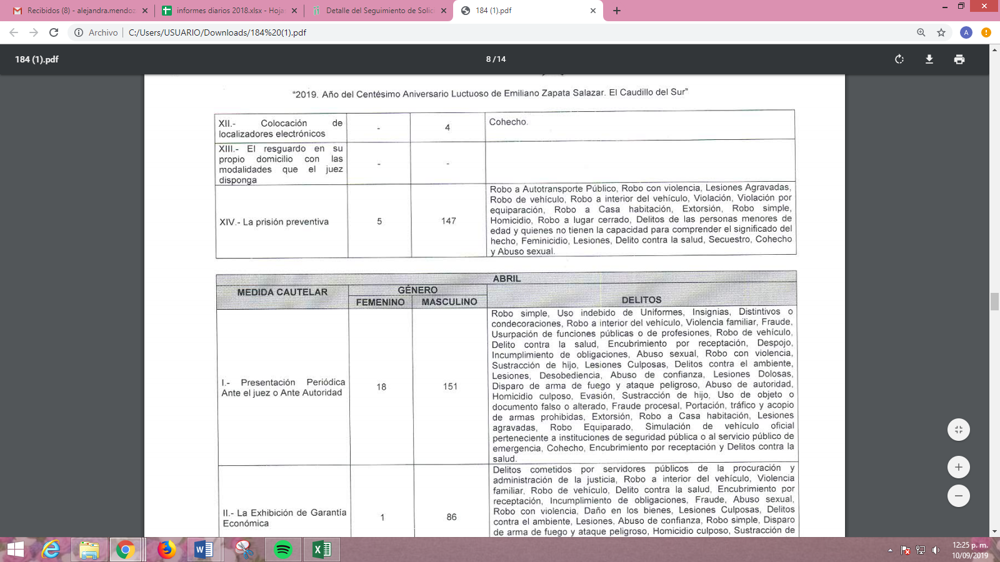 Recibidos (8) - alejandra.mendoz
informes diarios 2018.xlsx - Hoja
Detalle del Seguimiento de Solic
184 (1).pdf
Archivo
C:/Users/USUARIO/Downloads/184%20(1).pdf
A
184 (1).pdf
8 / 14
“2019. Año del Centésimo Aniversario Luctuoso de Emiliano Zapata Salazar. El Caudillo del Sur”
XII.- Colocación de
localizadores electrónicos
-
4
Cohecho.
XIII.- El resguardo en su
propio domicilio con las
modalidades que el juez
disponga
-
-
XIV.- La prisión preventiva
5
147
Robo a Autotransporte Público, Robo con violencia, Lesiones Agravadas,
Robo de vehículo, Robo a interior del vehículo, Violación, Violación por
equiparación, Robo a Casa habitación, Extorsión, Robo simple,
Homicidio, Robo a lugar cerrado, Delitos de las personas menores de
edad y quienes no tienen la capacidad para comprender el significado del
hecho, Feminicidio, Lesiones, Delito contra la salud, Secuestro, Cohecho
y Abuso sexual.
ABRIL
MEDIDA CAUTELAR
GÉNERO
FEMENINO
MASCULINO
DELITOS
I.- Presentación Periódica
Ante el juez o Ante Autoridad
18
151
Robo simple, Uso indebido de Uniformes, Insignias, Distintivos o
condecoraciones, Robo a interior del vehículo, Violencia familiar, Fraude,
Usurpación de funciones públicas o de profesiones, Robo de vehículo,
Delito contra la salud, Encubrimiento por receptación, Despojo,
Incumplimiento de obligaciones, Abuso sexual, Robo con violencia,
Sustracción de hijo, Lesiones Culposas, Delitos contra el ambiente,
Lesiones, Desobediencia, Abuso de confianza, Lesiones Dolosas,
Disparo de arma de fuego y ataque peligroso, Abuso de autoridad,
Homicidio culposo, Evasión, Sustracción de hijo, Uso de objeto o
documento falso o alterado, Fraude procesal, Portación, tráfico y acopio
de armas prohibidas, Extorsión, Robo a Casa habitación, Lesiones
agravadas, Robo Equiparado, Simulación de vehículo oficial
perteneciente a instituciones de seguridad pública o al servicio público de
emergencia, Cohecho, Encubrimiento por receptación y Delitos contra la
salud.
II.- La Exhibición de Garantía
Económica
1
86
Delitos cometidos por servidores públicos de la procuración y
administración de la justicia, Robo a interior del vehículo, Violencia
familiar, Robo de vehículo, Delito contra la salud, Encubrimiento por
receptación, Incumplimiento de obligaciones, Fraude, Abuso sexual,
Robo con violencia, Daño en los bienes, Lesiones Culposas, Delitos
contra el ambiente, Lesiones, Abuso de confianza, Robo simple, Disparo
de arma de fuego y ataque peligroso, Homicidio culposo, Sustracción de
12:25 p. m.
10/09/2019